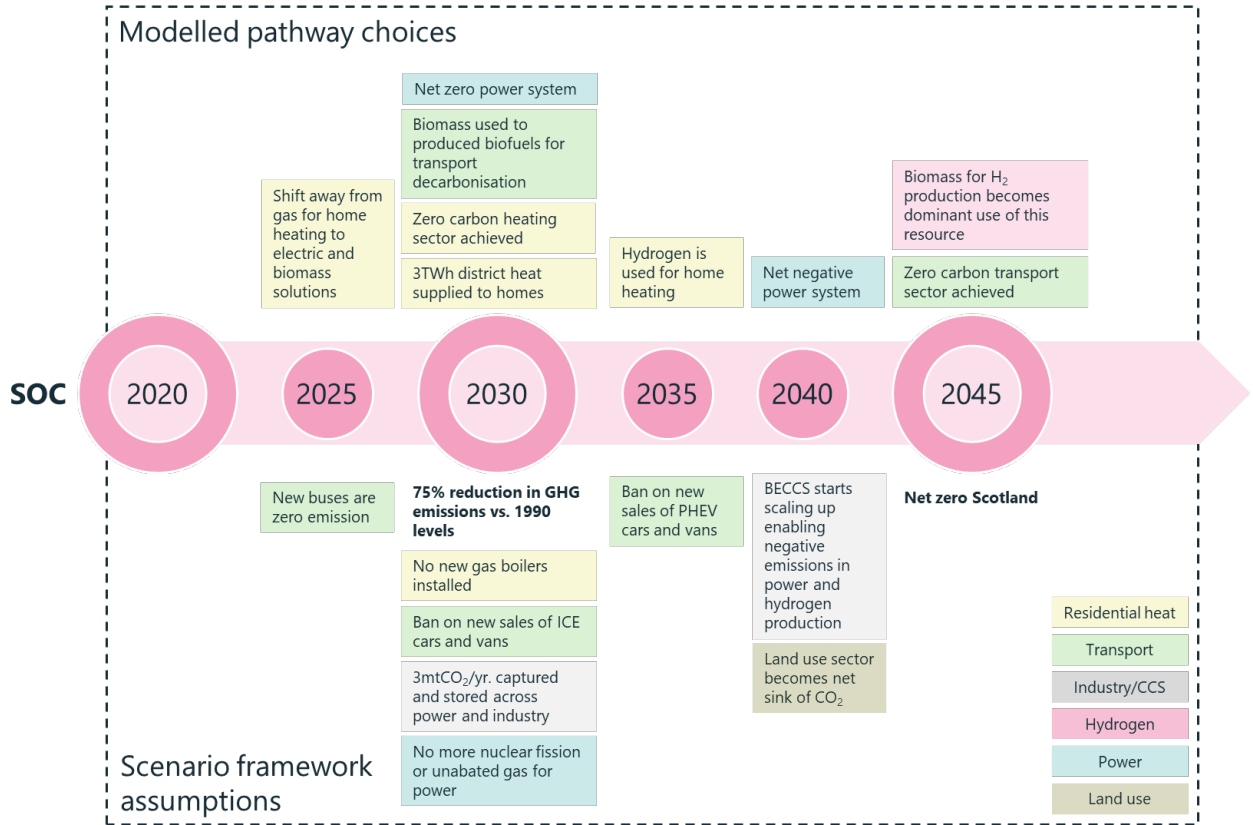 Modelled pathway choices
Net zero power system
Biomass used to
produced biofuels for
transport
decarbonisation
Shift away from
gas for home
heating to
electric and
biomass
solutions
Zero carbon heating
sector achieved
3TWh district heat
supplied to homes
Hydrogen is
used for home
heating
Net negative
power system
Biomass for H₂
production becomes
dominant use of this
resource
Zero carbon transport
sector achieved
SOC
2020
2025
2030
2035
2040
2045
New buses are
zero emission
75% reduction in GHG
emissions vs. 1990
levels
No new gas boilers
installed
Ban on new sales of ICE
cars and vans
3mtCO₂/yr. captured
and stored across
power and industry
No more nuclear fission
or unabated gas for
power
Ban on new
sales of PHEV
cars and vans
BECCS starts
scaling up
enabling
negative
emissions in
power and
hydrogen
production
Land use sector
becomes net
sink of CO₂
Net zero Scotland
Residential heat
Transport
Industry/CCS
Hydrogen
Power
Land use
Scenario framework
assumptions